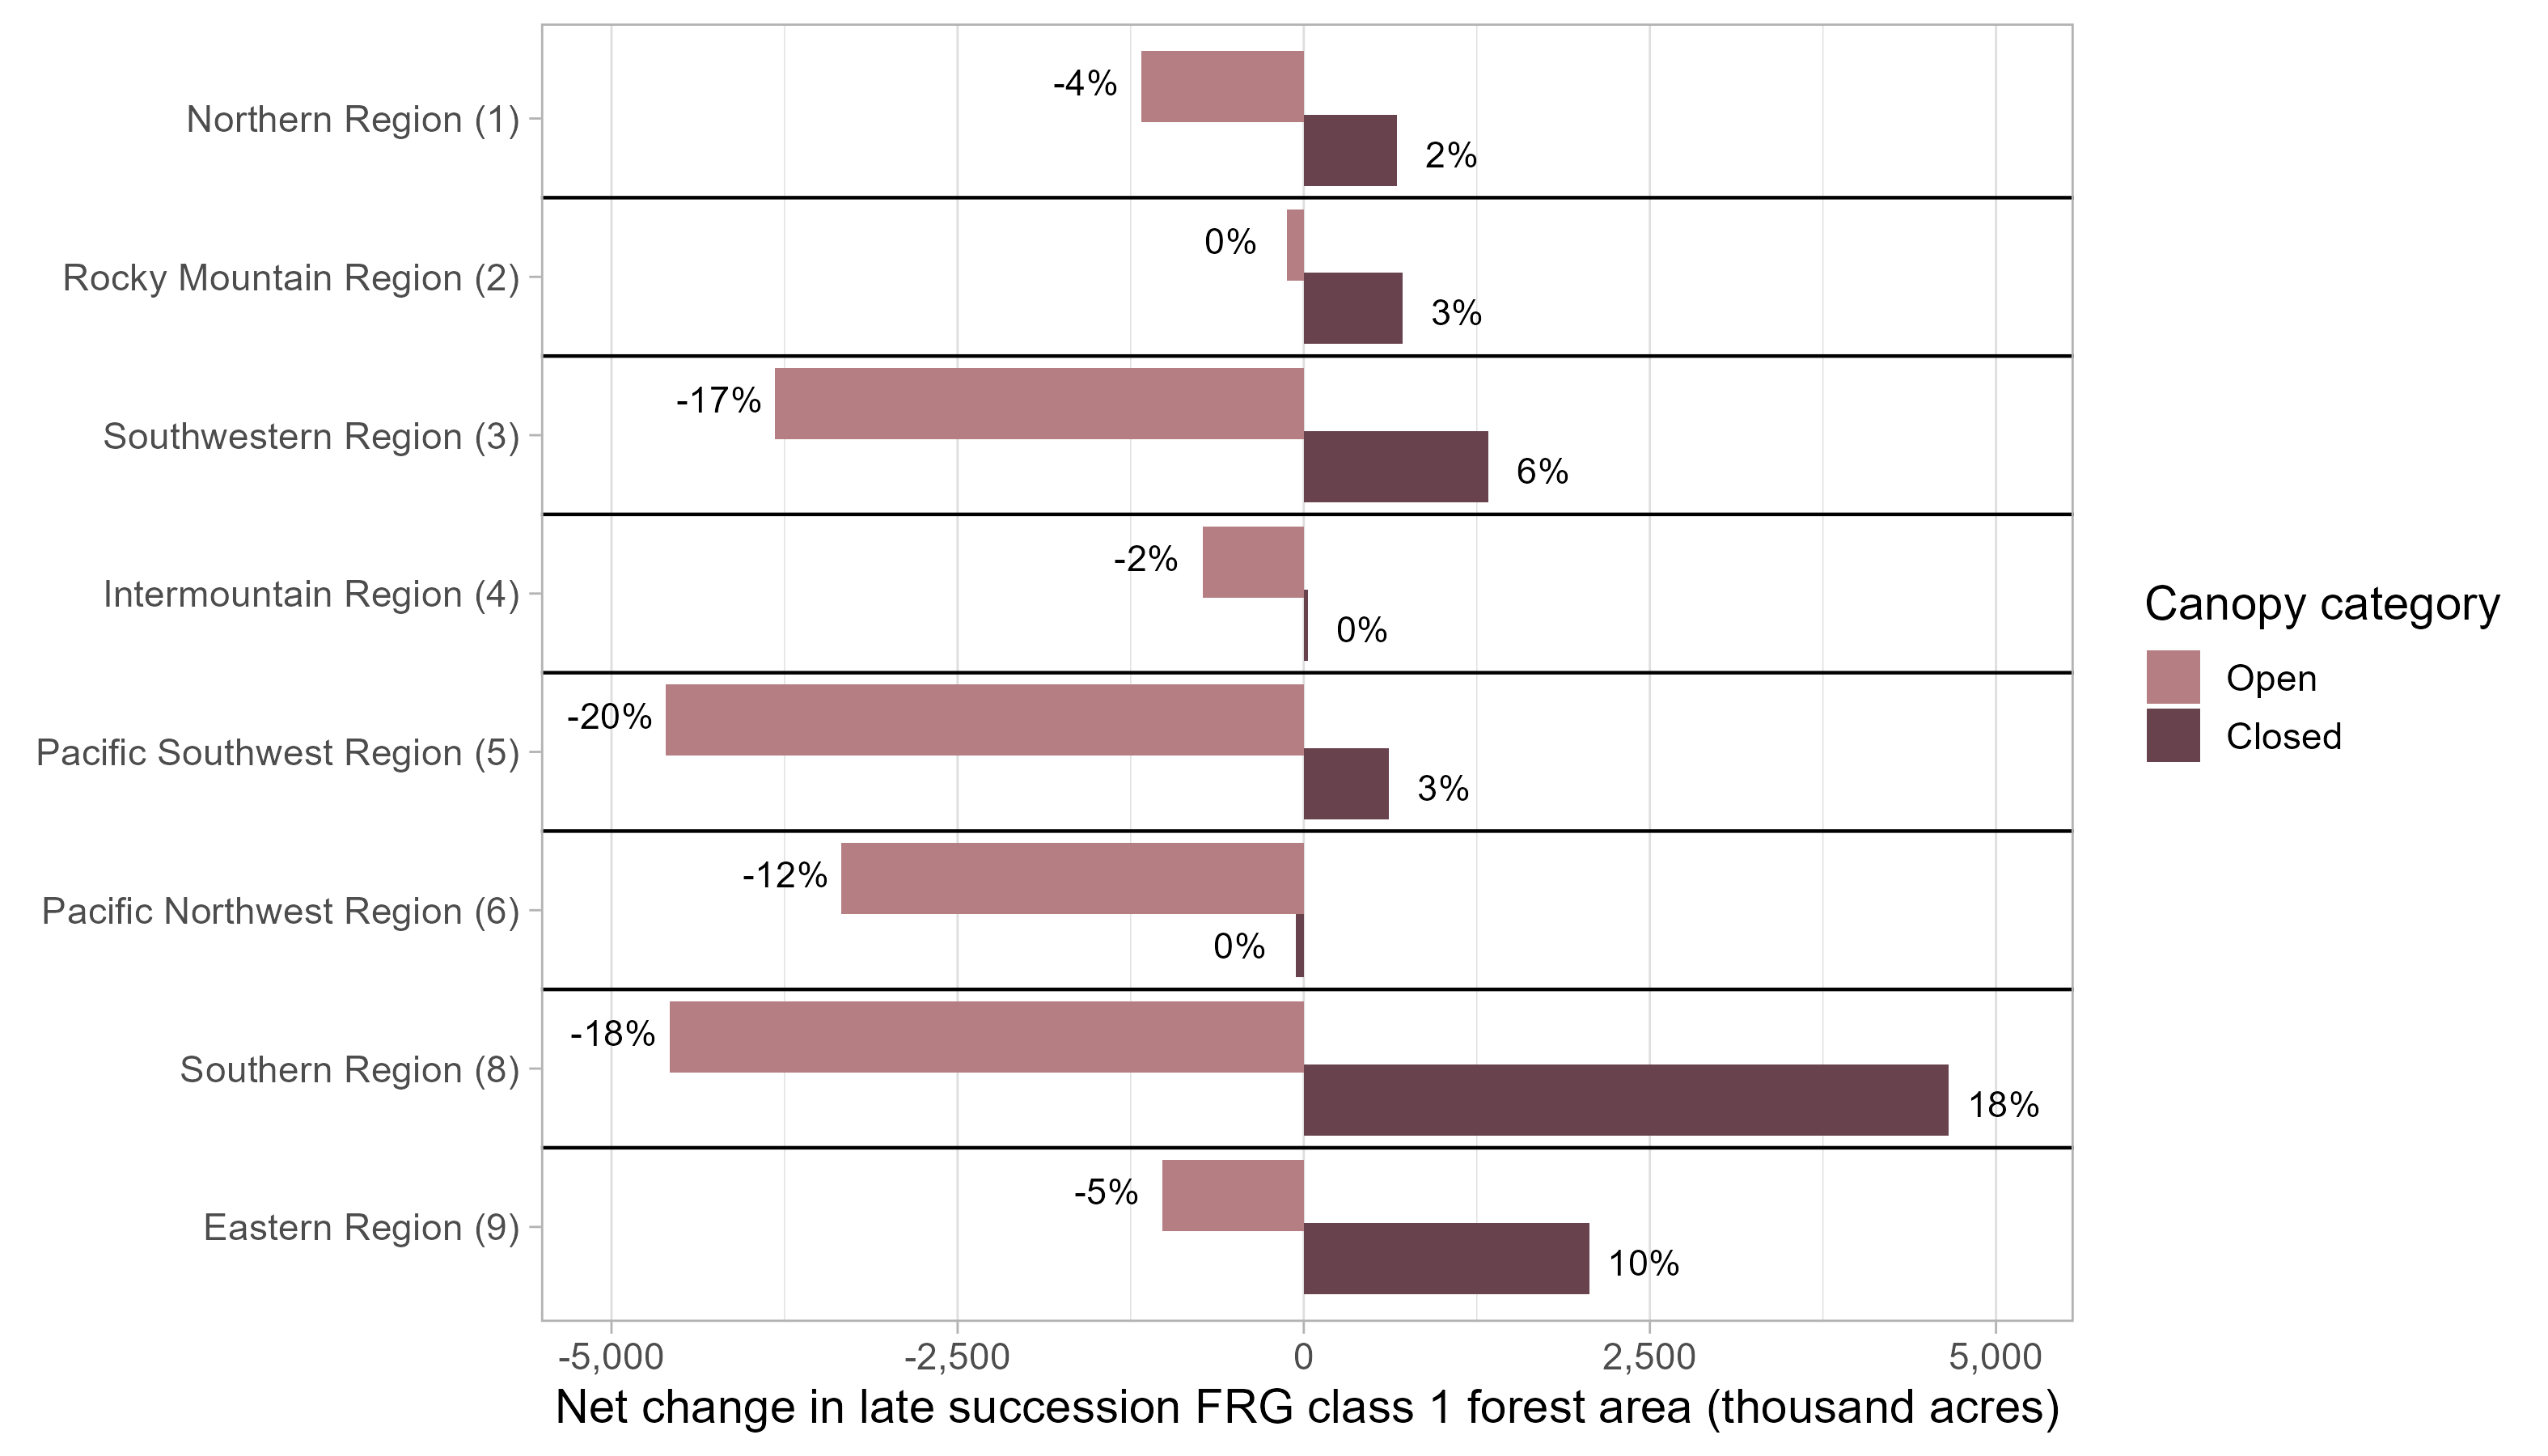 Northern Region (1)
-4%
2%
Rocky Mountain Region (2)
0%
3%
Southwestern Region (3)
-17%
6%
Intermountain Region (4)
-2%
0%
Pacific Southwest Region (5)
-20%
3%
Pacific Northwest Region (6)
-12%
0%
Southern Region (8)
-18%
18%
Eastern Region (9)
-5%
10%
-5,000 -2,500 0 2,500 5,000
Net change in late succession FRG class 1 forest area (thousand acres)
Canopy category
Open
Closed